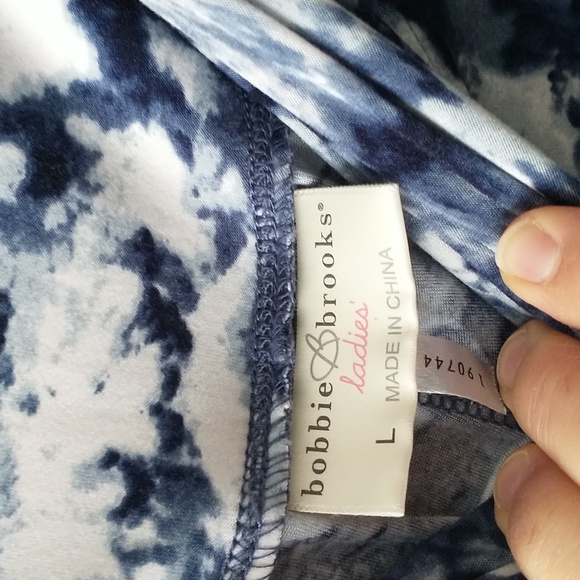 bobbie B brooks®
ladies'
L MADE IN CHINA
190744